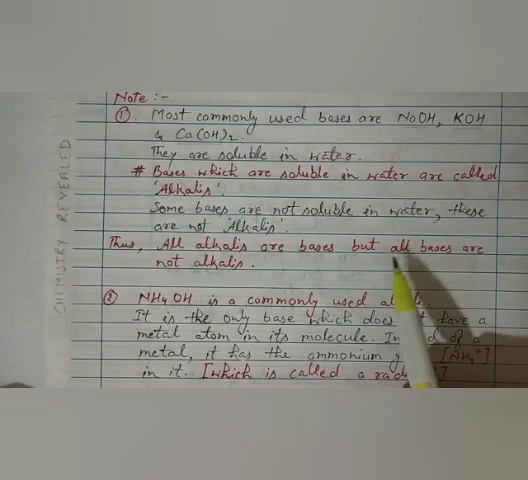 Note :-
① . Most commonly used bases are NaOH, KOH
& Ca(OH)2.
They are soluble in water.
# Bases which are soluble in water are called
'Alkalis'.
Some bases are not soluble in water, these
are not 'Alkalis'.
Thus, All alkalis are bases but all bases are
not alkalis.
② NH4OH is a commonly used
It is the only base which does have a
metal atom in its molecule. of a
metal, it has the ammonium [NH4+]
in it. [which is called a
CHEMISTRY REVEALED